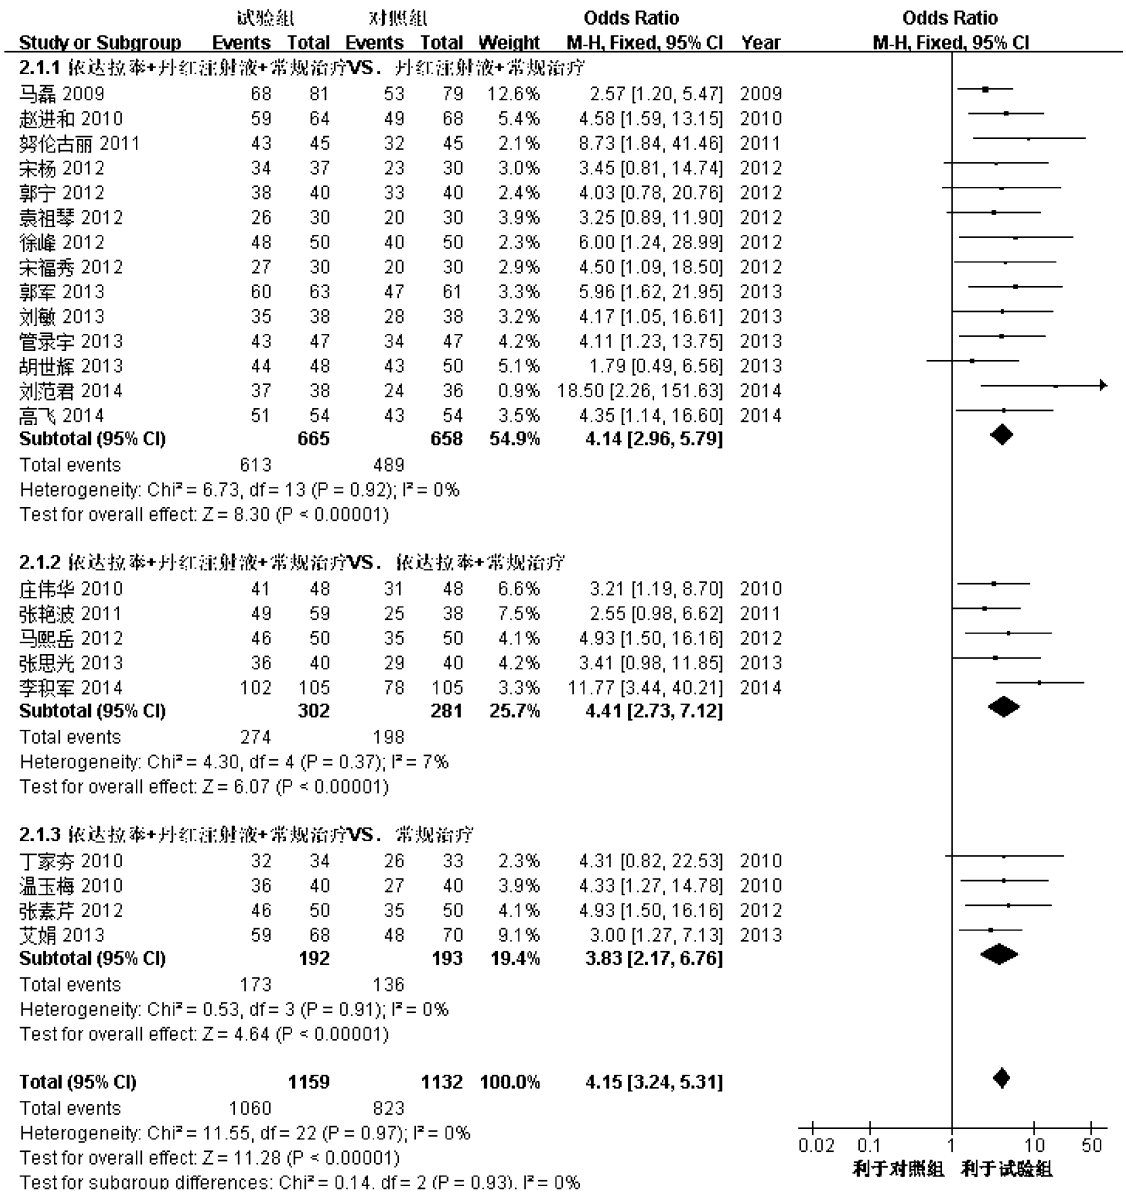 试验组 对照组 Odds Ratio Odds Ratio
Study or Subgroup Events Total Events Total Weight M-H, Fixed, 95% CI Year M-H, Fixed, 95% CI
2.1.1 依达拉奉+丹红注射液+常规治疗VS. 丹红注射液+常规治疗
马磊 2009 68 81 53 79 12.6% 2.57 [1.20, 5.47] 2009
赵进和 2010 59 64 49 68 5.4% 4.58 [1.59, 13.15] 2010
努伦古丽 2011 43 45 32 45 2.1% 8.73 [1.84, 41.46] 2011
宋杨 2012 34 37 23 30 3.0% 3.45 [0.81, 14.74] 2012
郭宁 2012 38 40 33 40 2.4% 4.03 [0.78, 20.76] 2012
袁祖琴 2012 26 30 20 30 3.9% 3.25 [0.89, 11.90] 2012
徐峰 2012 48 50 40 50 2.3% 6.00 [1.24, 28.99] 2012
宋福秀 2012 27 30 20 30 2.9% 4.50 [1.09, 18.50] 2012
郭军 2013 60 63 47 61 3.3% 5.96 [1.62, 21.95] 2013
刘敏 2013 35 38 28 38 3.2% 4.17 [1.05, 16.61] 2013
管录宇 2013 43 47 34 47 4.2% 4.11 [1.23, 13.75] 2013
胡世辉 2013 44 48 43 50 5.1% 1.79 [0.49, 6.56] 2013
刘范君 2014 37 38 24 36 0.9% 18.50 [2.26, 151.63] 2014
高飞 2014 51 54 43 54 3.5% 4.35 [1.14, 16.60] 2014
Subtotal (95% CI) 665 658 54.9% 4.14 [2.96, 5.79]
Total events 613 489
Heterogeneity: Chi² = 6.73, df = 13 (P = 0.92); I² = 0%
Test for overall effect: Z = 8.30 (P < 0.00001)
2.1.2 依达拉奉+丹红注射液+常规治疗VS. 依达拉奉+常规治疗
庄伟华 2010 41 48 31 48 6.6% 3.21 [1.19, 8.70] 2010
张艳波 2011 49 59 25 38 7.5% 2.55 [0.98, 6.62] 2011
马熙岳 2012 46 50 35 50 4.1% 4.93 [1.50, 16.16] 2012
张思光 2013 36 40 29 40 4.2% 3.41 [0.98, 11.85] 2013
李积军 2014 102 105 78 105 3.3% 11.77 [3.44, 40.21] 2014
Subtotal (95% CI) 302 281 25.7% 4.41 [2.73, 7.12]
Total events 274 198
Heterogeneity: Chi² = 4.30, df = 4 (P = 0.37); I² = 7%
Test for overall effect: Z = 6.07 (P < 0.00001)
2.1.3 依达拉奉+丹红注射液+常规治疗VS. 常规治疗
丁家夯 2010 32 34 26 33 2.3% 4.31 [0.82, 22.53] 2010
温玉梅 2010 36 40 27 40 3.9% 4.33 [1.27, 14.78] 2010
张素芹 2012 46 50 35 50 4.1% 4.93 [1.50, 16.16] 2012
艾娟 2013 59 68 48 70 9.1% 3.00 [1.27, 7.13] 2013
Subtotal (95% CI) 192 193 19.4% 3.83 [2.17, 6.76]
Total events 173 136
Heterogeneity: Chi² = 0.53, df = 3 (P = 0.91); I² = 0%
Test for overall effect: Z = 4.64 (P < 0.00001)
Total (95% CI) 1159 1132 100.0% 4.15 [3.24, 5.31]
Total events 1060 823
Heterogeneity: Chi² = 11.55, df = 22 (P = 0.97); I² = 0%
Test for overall effect: Z = 11.28 (P < 0.00001)
Test for subgroup differences: Chi² = 0.14, df = 2 (P = 0.93), I² = 0%
0.02 0.1 1 10 50
利于对照组 利于试验组